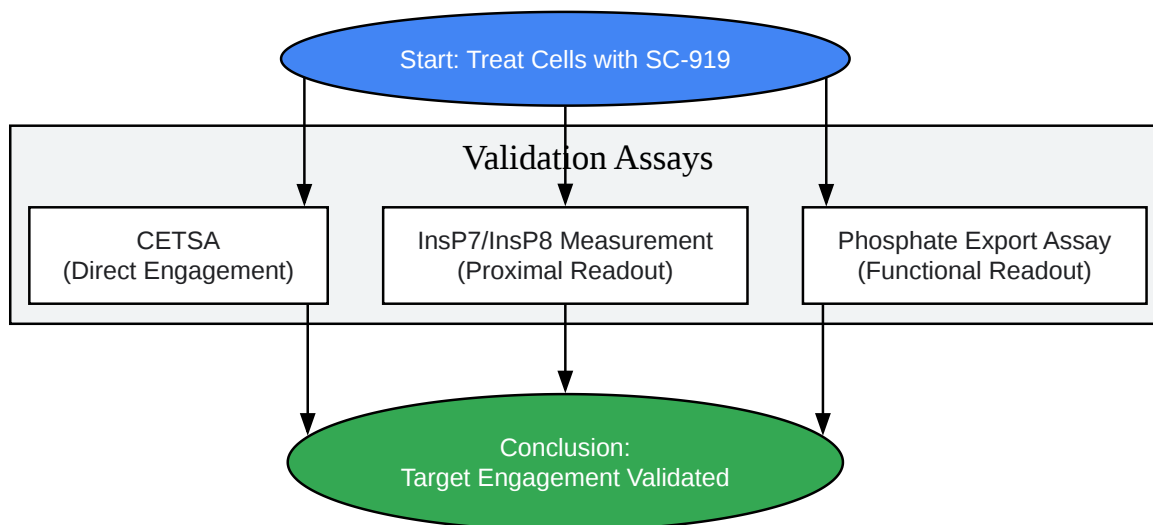 Start: Treat Cells with SC-919
Validation Assays
CETSA
(Direct Engagement)
InsP7/InsP8 Measurement
(Proximal Readout)
Phosphate Export Assay
(Functional Readout)
Conclusion:
Target Engagement Validated